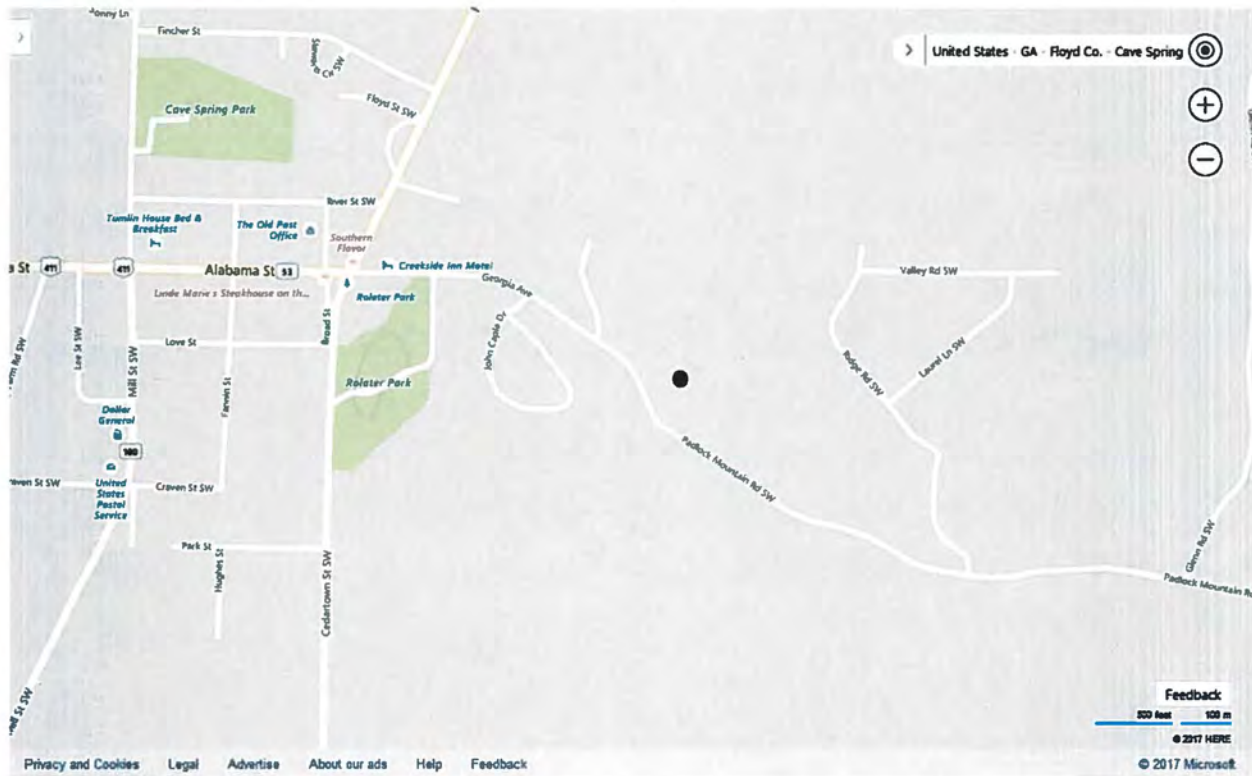 Jonny Ln
Fincher St
Floyd St SW
Cave Spring Park
River St SW
Tumlin House Bed &
Breakfast
The Old Post
Office
Southern
Flavor
411
411
Alabama St
53
Creekside Inn Motel
Linde Marie's Steakhouse on th...
Rolater Park
Georgia Ave
Lee St SW
Love St
Broad St
John Caple Dr
Mill St SW
Fannin St
Rolater Park
Dollar
General
100
United
States
Postal
Service
Craven St SW
Park St
Hughes St
Cedartown St SW
Padlock Mountain Rd SW
Valley Rd SW
Ridge Rd SW
Laurel Ln SW
Glenn Rd SW
Padlock Mountain Rd
United States · GA · Floyd Co. · Cave Spring
Feedback
500 feet 100 m
© 2017 HERE
Privacy and Cookies Legal Advertise About our ads Help Feedback
© 2017 Microsoft